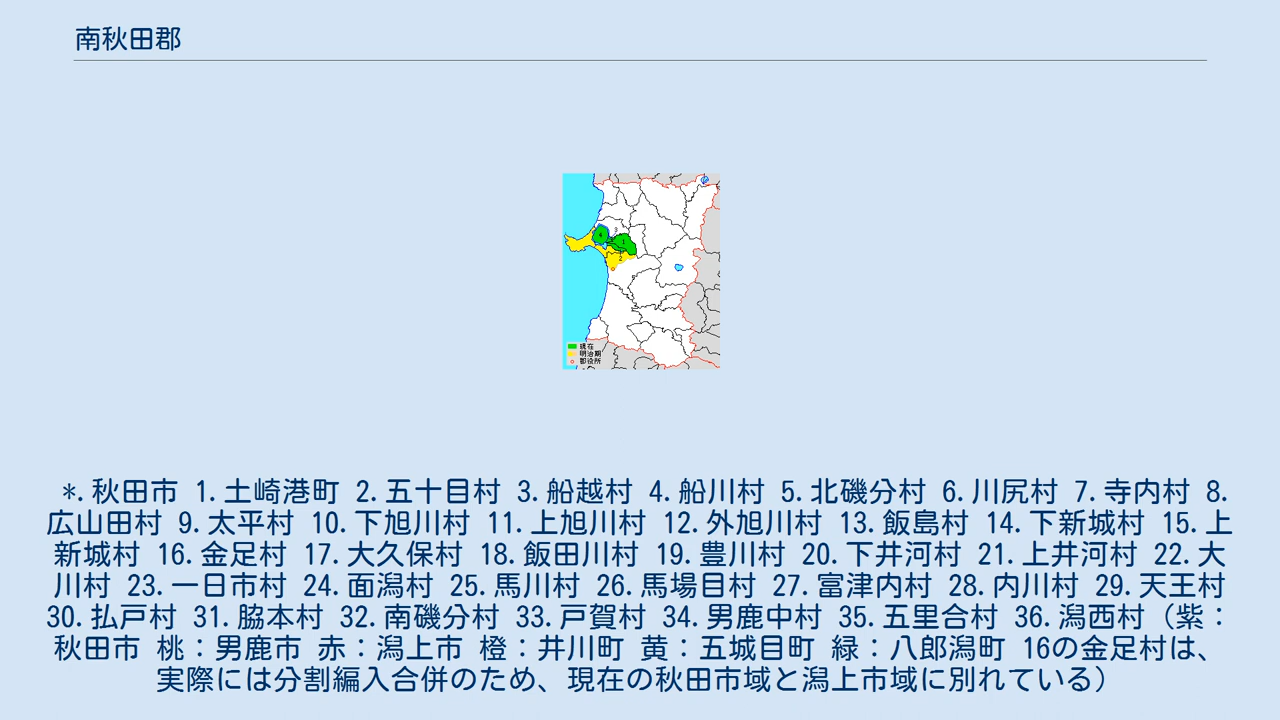 南秋田郡
3
4
1
2
現在
明治期
郡役所
*.秋田市 1.土崎港町 2.五十目村 3.船越村 4.船川村 5.北磯分村 6.川尻村 7.寺内村 8.
広山田村 9.太平村 10.下旭川村 11.上旭川村 12.外旭川村 13.飯島村 14.下新城村 15.上
新城村 16.金足村 17.大久保村 18.飯田川村 19.豊川村 20.下井河村 21.上井河村 22.大
川村 23.一日市村 24.面潟村 25.馬川村 26.馬場目村 27.富津内村 28.内川村 29.天王村
30.払戸村 31.脇本村 32.南磯分村 33.戸賀村 34.男鹿中村 35.五里合村 36.潟西村（紫：
秋田市 桃：男鹿市 赤：潟上市 橙：井川町 黄：五城目町 緑：八郎潟町 16の金足村は、
実際には分割編入合併のため、現在の秋田市域と潟上市域に別れている）